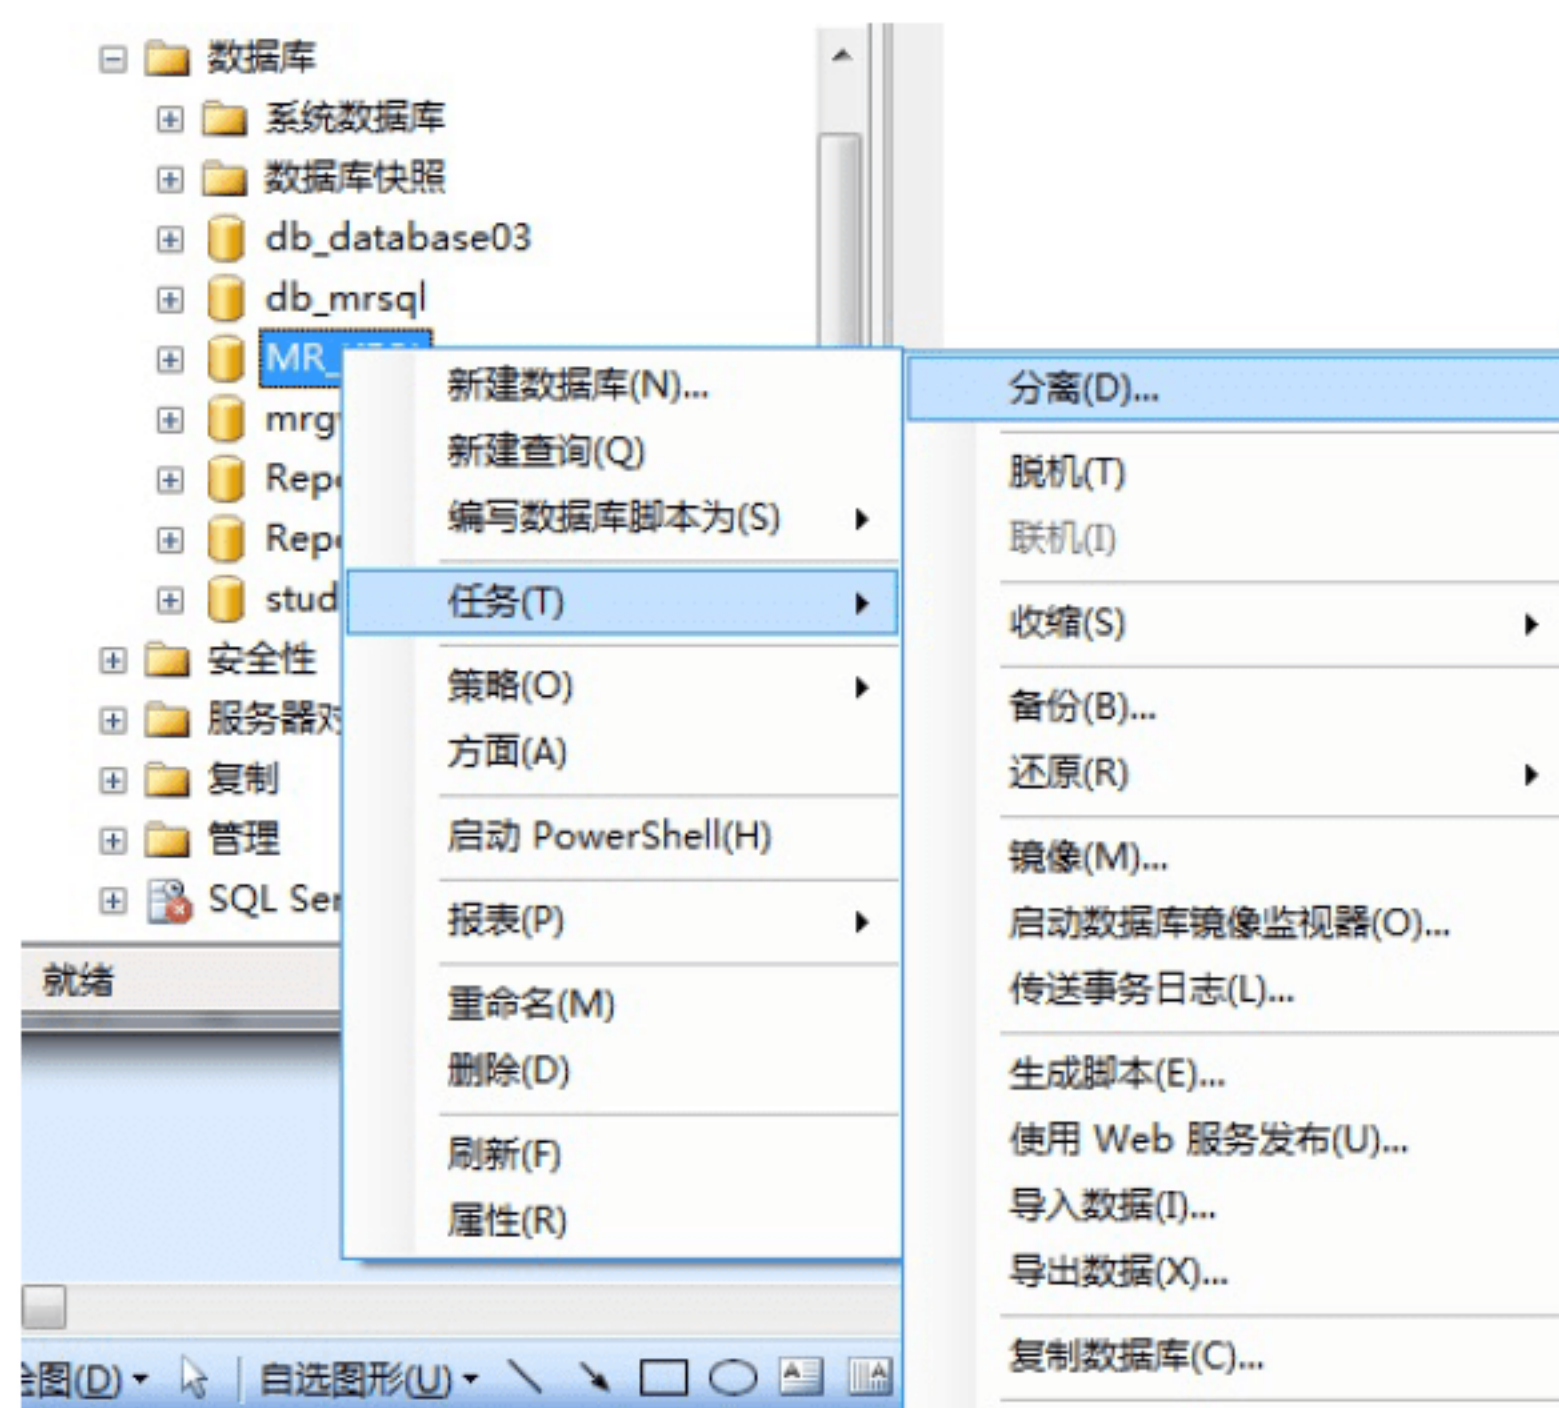 数据库
系统数据库
数据库快照
db_database03
db_mrsql
MR_
mrg
Rep
Rep
stud
安全性
服务器对
复制
管理
SQL Ser
就绪
新建数据库(N)...
新建查询(Q)
编写数据库脚本为(S)
任务(T)
策略(O)
方面(A)
启动 PowerShell(H)
报表(P)
重命名(M)
删除(D)
刷新(F)
属性(R)
分离(D)...
脱机(T)
联机(I)
收缩(S)
备份(B)...
还原(R)
镜像(M)...
启动数据库镜像监视器(O)...
传送事务日志(L)...
生成脚本(E)...
使用 Web 服务发布(U)...
导入数据(I)...
导出数据(X)...
复制数据库(C)...
图(D)
自选图形(U)